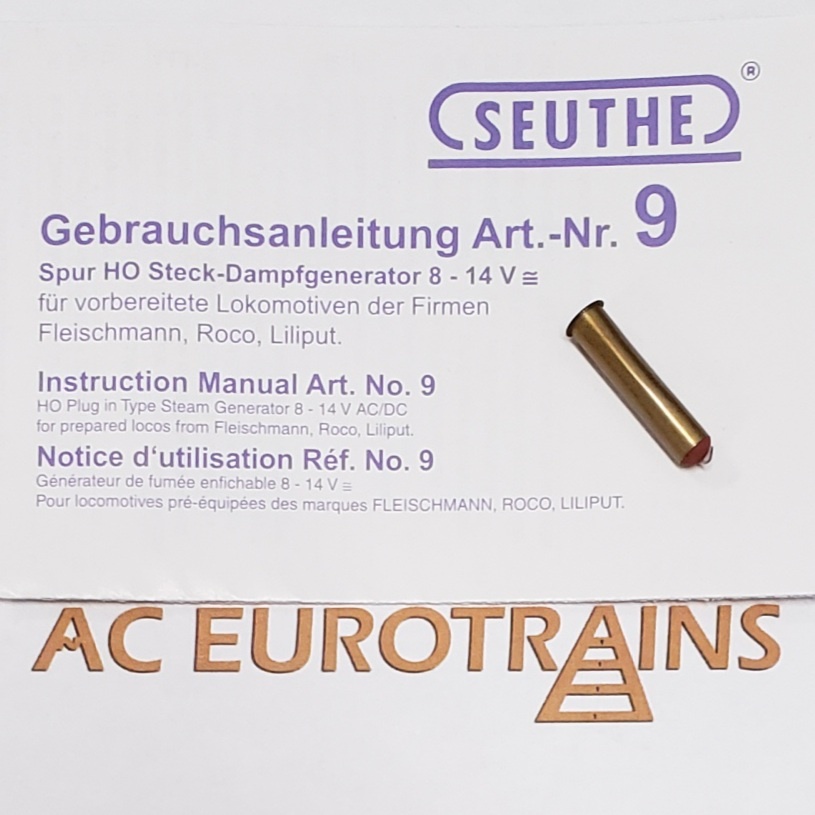 SEUTHE ®
Gebrauchsanleitung Art.-Nr. 9
Spur HO Steck-Dampfgenerator 8 - 14 V ≅
für vorbereitete Lokomotiven der Firmen
Fleischmann, Roco, Liliput.
Instruction Manual Art. No. 9
HO Plug in Type Steam Generator 8 - 14 V AC/DC
for prepared locos from Fleischmann, Roco, Liliput.
Notice d‘utilisation Réf. No. 9
Générateur de fumée enfichable 8 - 14 V ≅
Pour locomotives pré-équipées des marques FLEISCHMANN, ROCO, LILIPUT.
AC EUROTRAINS